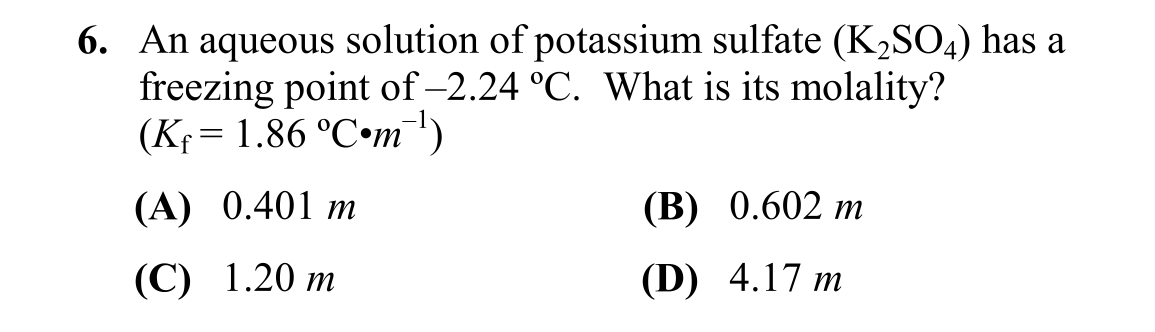 6. An aqueous solution of potassium sulfate (K₂SO₄) has a
freezing point of –2.24 ºC. What is its molality?
(K_f = 1.86 ºC•m⁻¹)
(A) 0.401 m (B) 0.602 m
(C) 1.20 m (D) 4.17 m